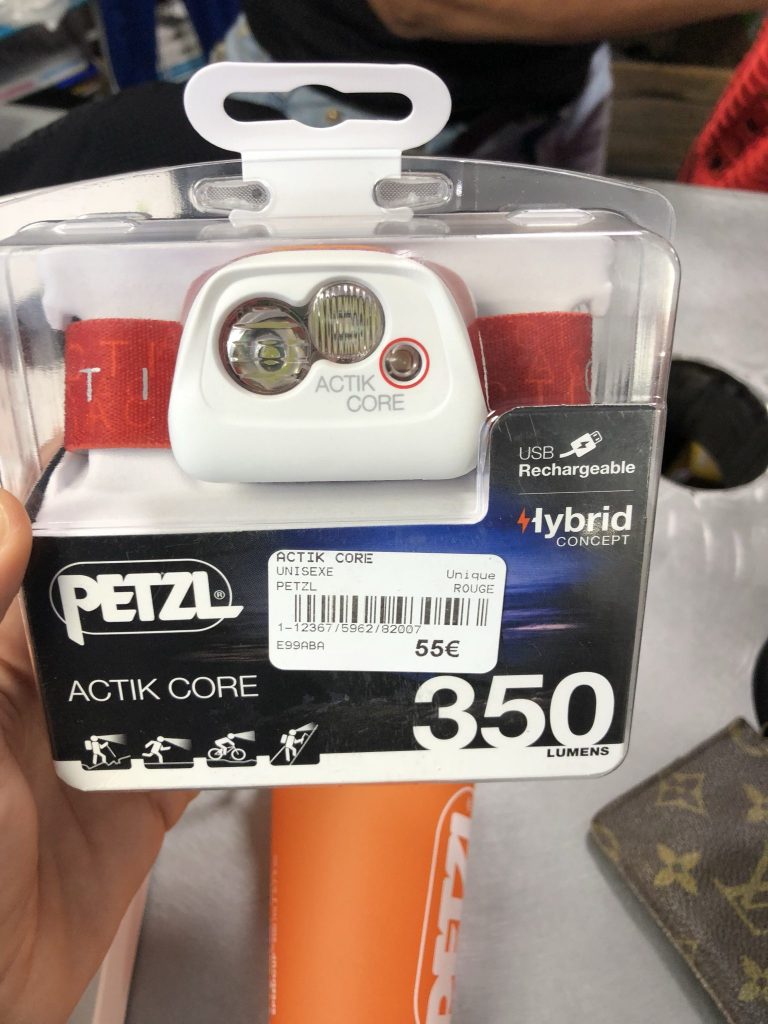 ACTIK
CORE
T I
USB
Rechargeable
Hybrid
CONCEPT
PETZL®
ACTIK CORE
UNISEXE Unique
PETZL ROUGE
1-12367/5962/82007
E99ABA 55€
ACTIK CORE
350
LUMENS
PETZL